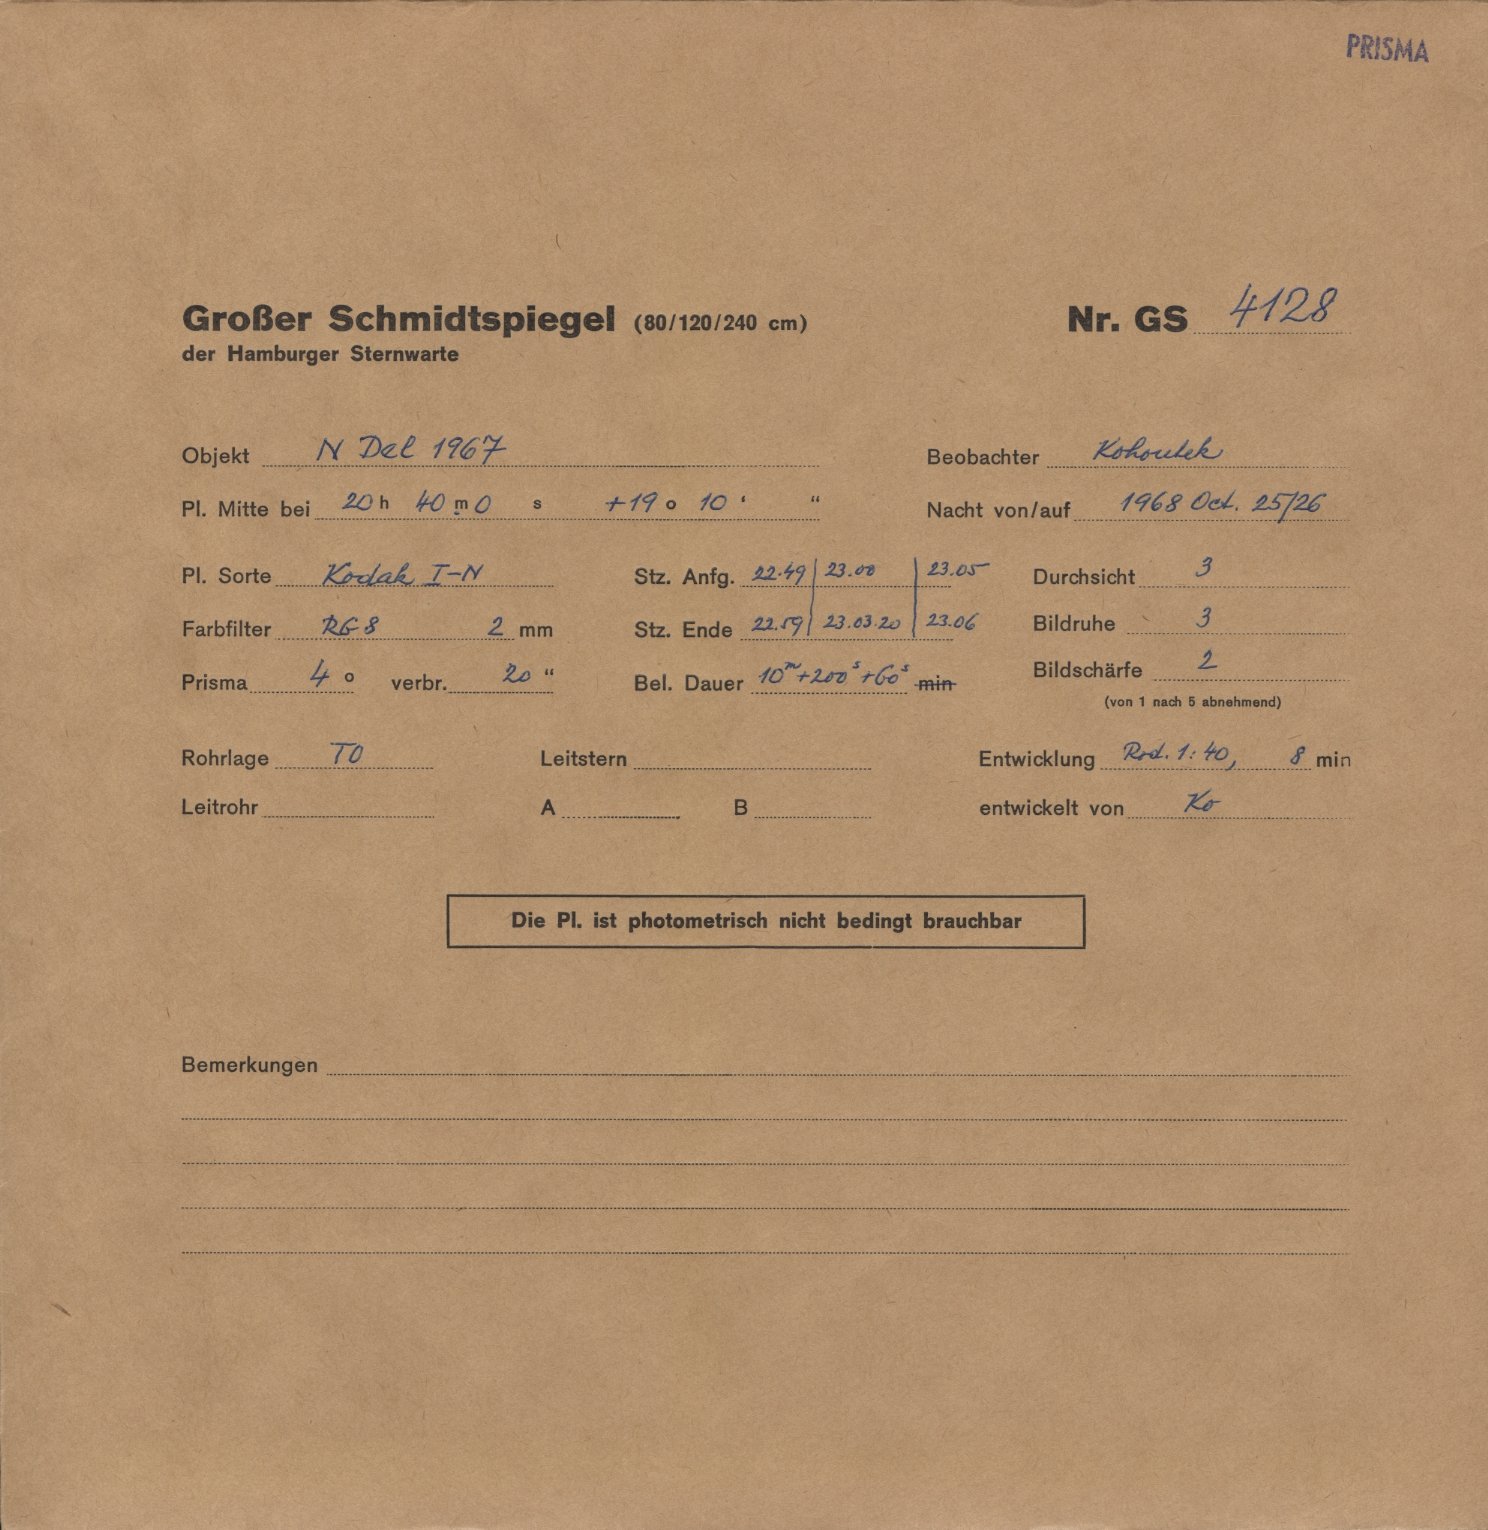 PRISMA
Großer Schmidtspiegel (80/120/240 cm) Nr. GS 4128
der Hamburger Sternwarte
Objekt N Del 1967 Beobachter Kohoutek
Pl. Mitte bei 20 h 40 m 0 s +19 o 10 ' “ Nacht von/auf 1968 Oct. 25/26
Pl. Sorte Kodak I-N Stz. Anfg. 22.49 | 23.00 | 23.05 Durchsicht 3
Farbfilter RG 8 2 mm Stz. Ende 22.59 | 23.03.20 | 23.06 Bildruhe 3
Prisma 4 o verbr. 20 “ Bel. Dauer 10m+200s+60s min Bildschärfe 2
(von 1 nach 5 abnehmend)
Rohrlage TO Leitstern Entwicklung Rod. 1:40, 8 min
Leitrohr A B entwickelt von Ko
Die Pl. ist photometrisch nicht bedingt brauchbar
Bemerkungen